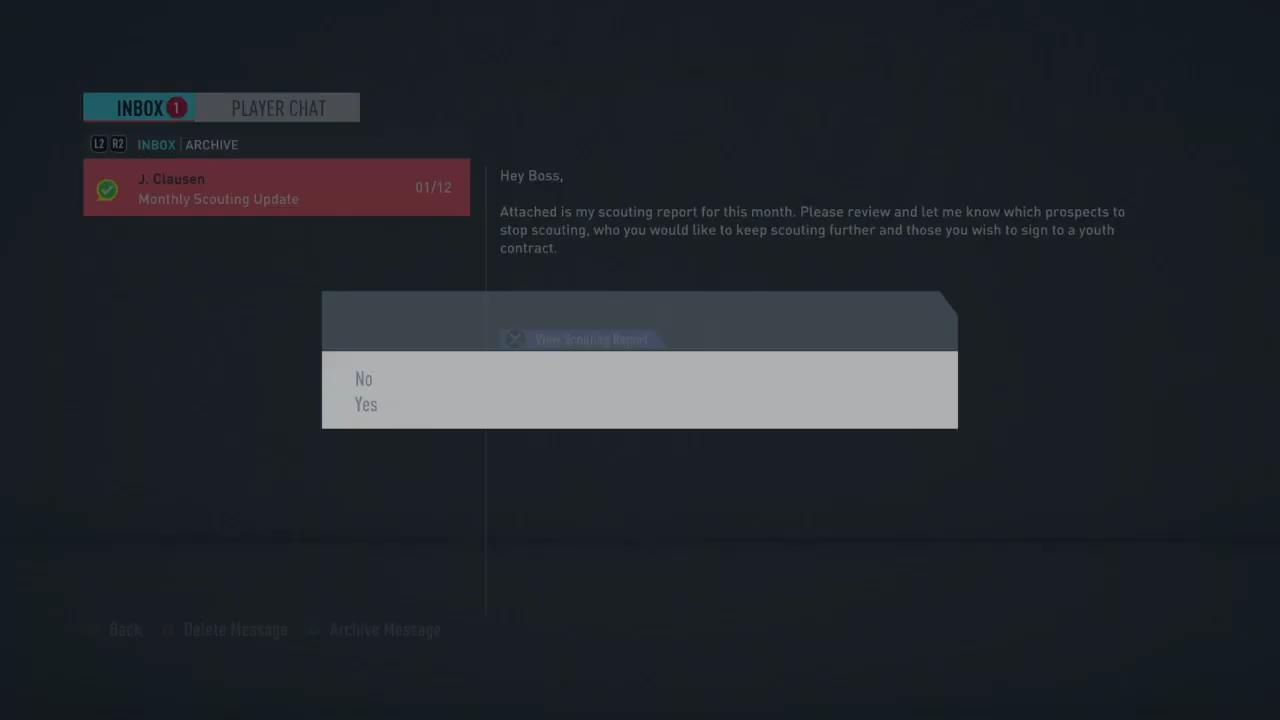 INBOX 1 PLAYER CHAT
L2 R2 INBOX | ARCHIVE
J. Clausen
Monthly Scouting Update
01/12
Hey Boss,
Attached is my scouting report for this month. Please review and let me know which prospects to
stop scouting, who you would like to keep scouting further and those you wish to sign to a youth
contract.
View Scouting Report
No
Yes
Back Delete Message Archive Message